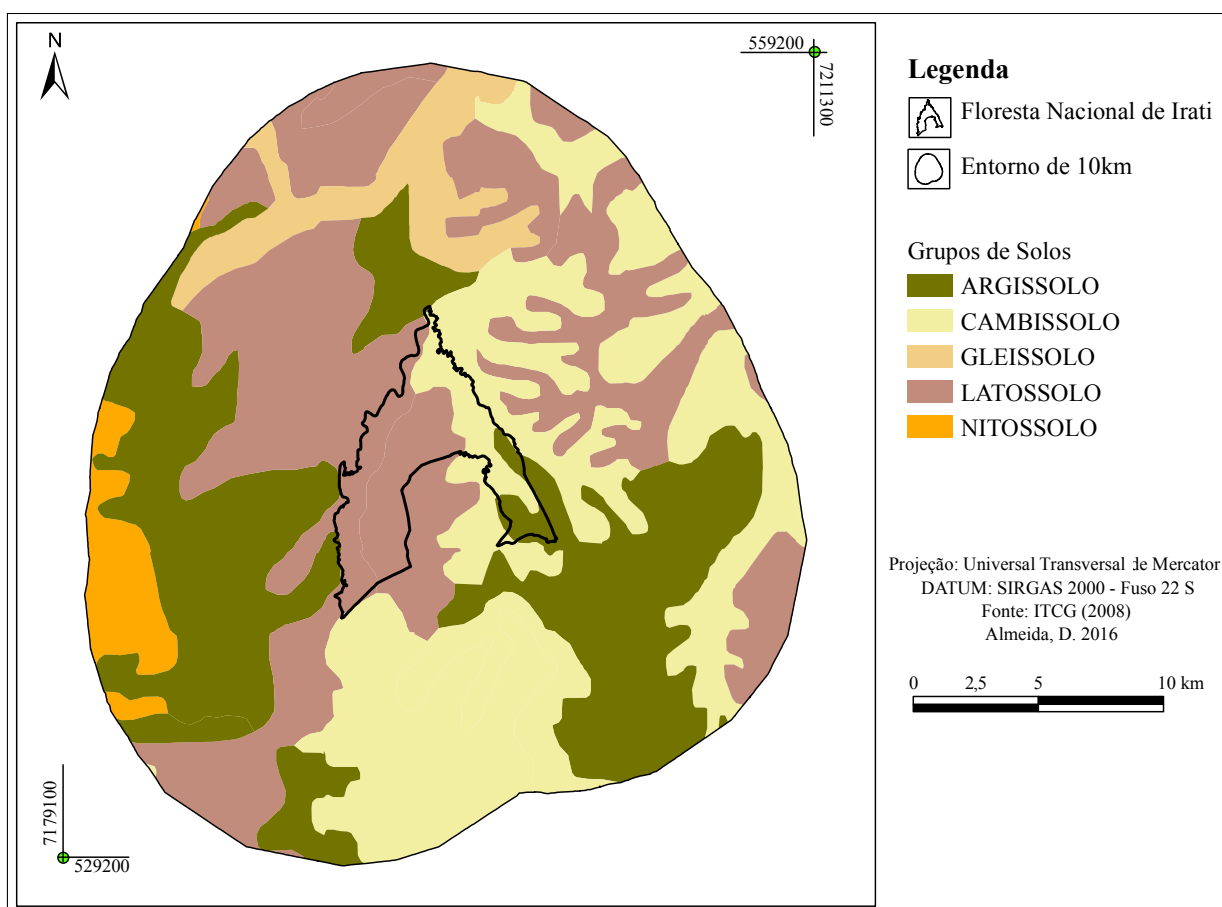 N
559200
7211300
7179100
529200
Legenda
Floresta Nacional de Irati
Entorno de 10km
Grupos de Solos
ARGISSOLO
CAMBISSOLO
GLEISSOLO
LATOSSOLO
NITOSSOLO
Projeção: Universal Transversal de Mercator
DATUM: SIRGAS 2000 - Fuso 22 S
Fonte: ITCG (2008)
Almeida, D. 2016
0 2,5 5 10 km